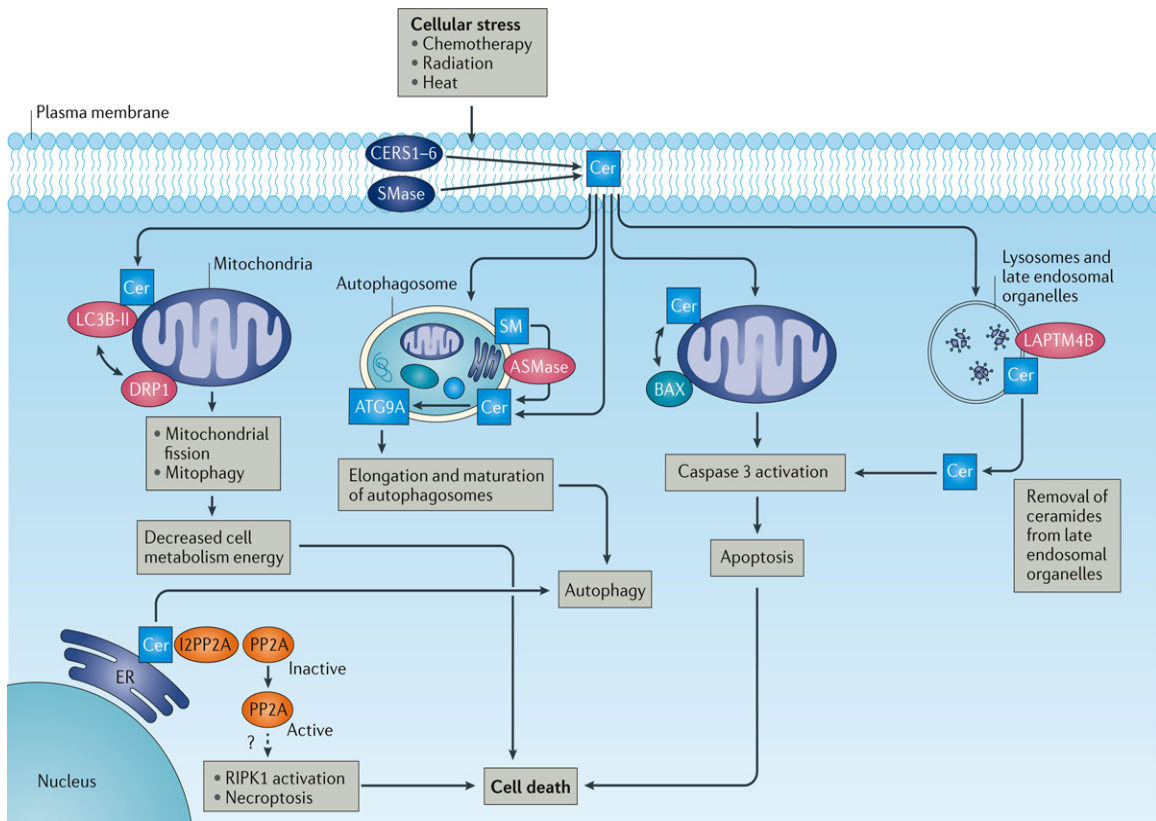 Cellular stress
• Chemotherapy
• Radiation
• Heat
Plasma membrane
CERS1–6
SMase
Cer
Mitochondria
Cer
LC3B-II
DRP1
Autophagosome
SM
ASMase
ATG9A
Cer
Cer
BAX
Lysosomes and
late endosomal
organelles
LAPTM4B
Cer
• Mitochondrial
fission
• Mitophagy
Elongation and maturation
of autophagosomes
Caspase 3 activation
Cer
Removal of
ceramides
from late
endosomal
organelles
Decreased cell
metabolism energy
Autophagy
Apoptosis
Cer
I2PP2A
PP2A
Inactive
ER
PP2A
Active
?
Nucleus
• RIPK1 activation
• Necroptosis
Cell death